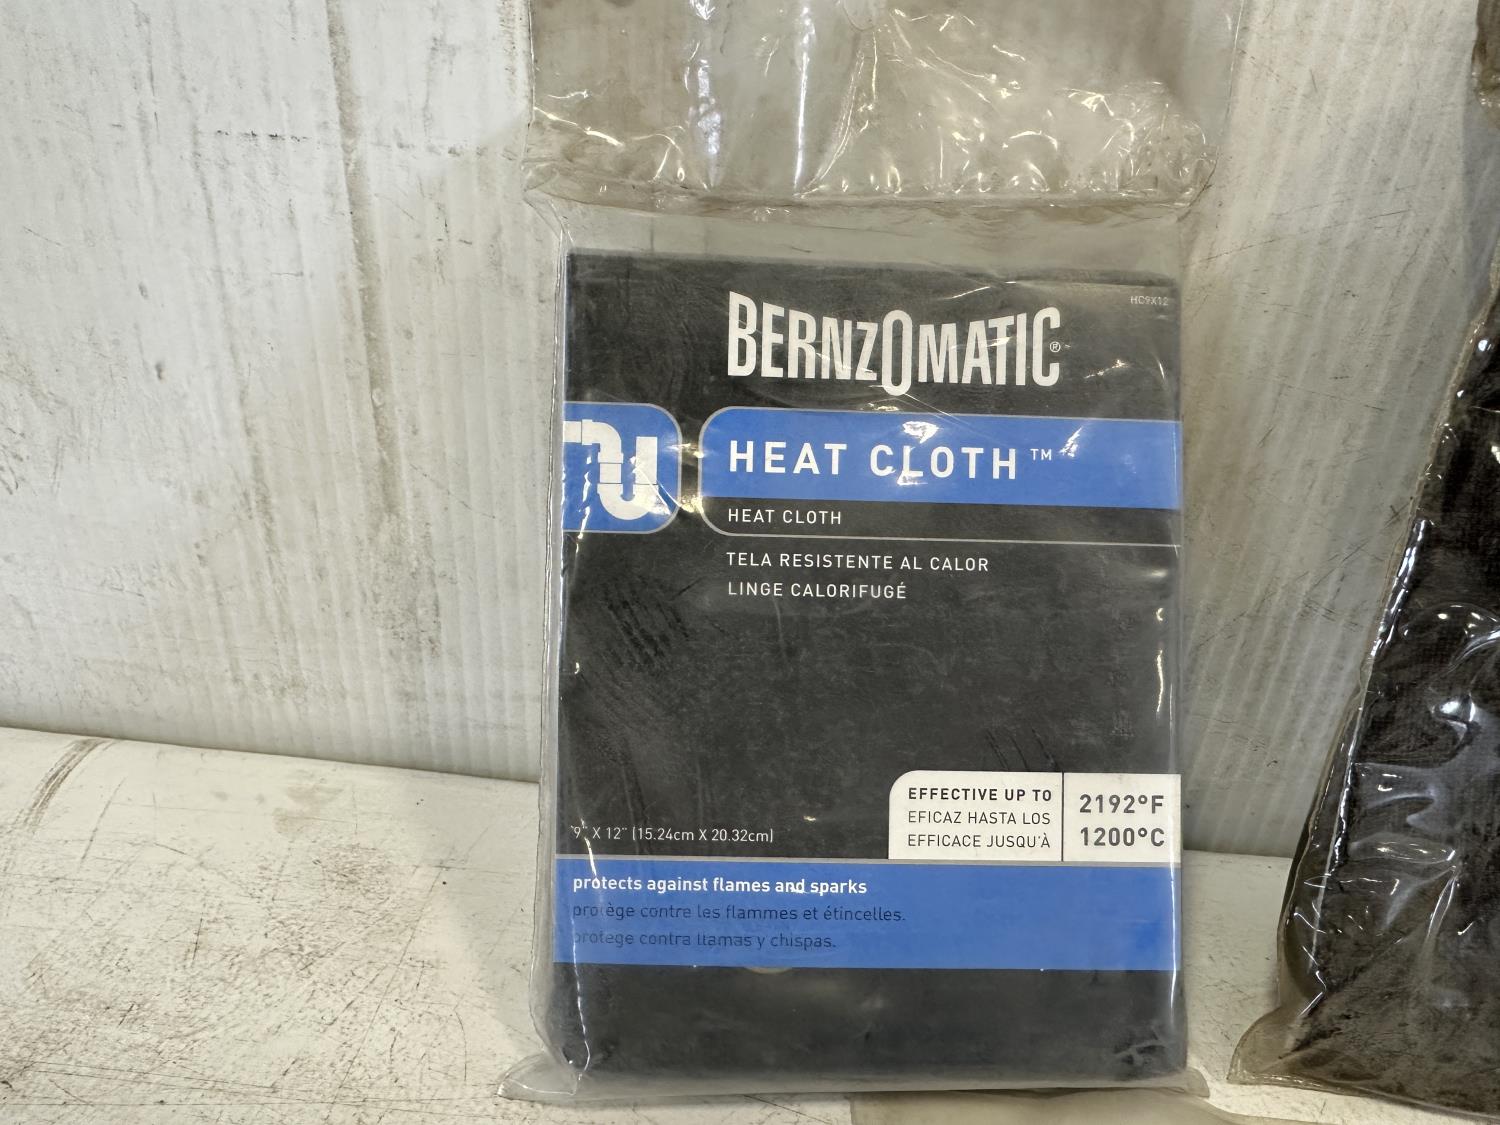 HC9X12
BERNZOMATIC®
HEAT CLOTH™
HEAT CLOTH
TELA RESISTENTE AL CALOR
LINGE CALORIFUGÉ
EFFECTIVE UP TO
EFICAZ HASTA LOS
EFFICACE JUSQU'À
2192°F
1200°C
9" X 12" (15.24cm X 20.32cm)
protects against flames and sparks
protège contre les flammes et étincelles.
protege contra llamas y chispas.